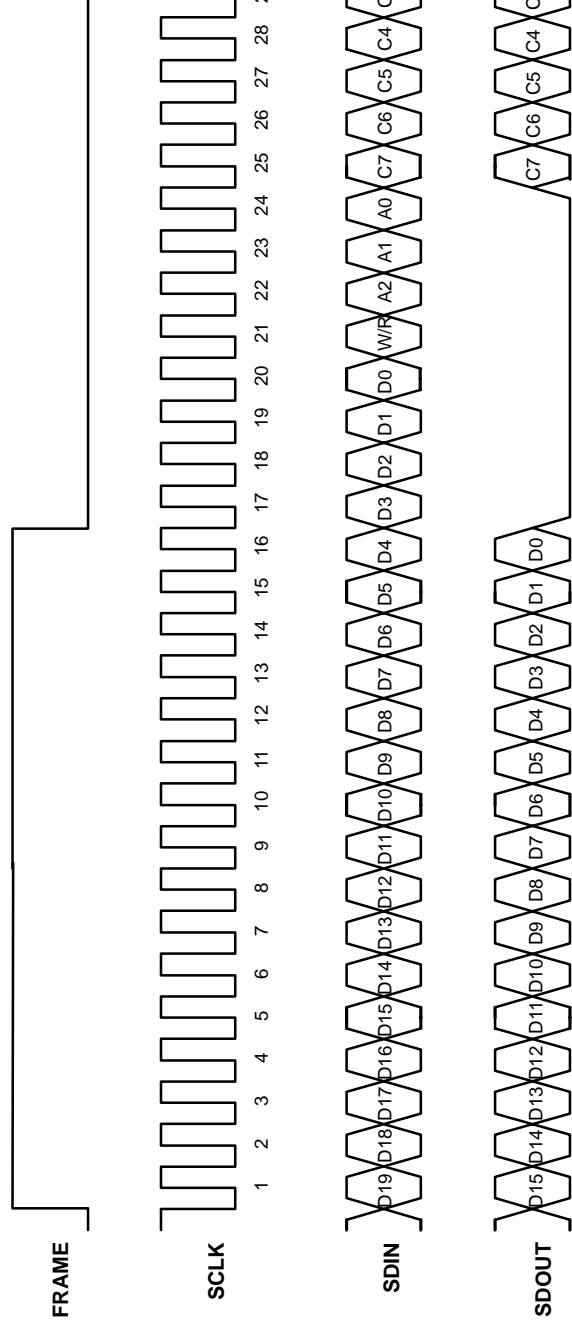 FRAME
SCLK
1 2 3 4 5 6 7 8 9 10 11 12 13 14 15 16 17 18 19 20 21 22 23 24 25 26 27 28
SDIN D19 D18 D17 D16 D15 D14 D13 D12 D11 D10 D9 D8 D7 D6 D5 D4 D3 D2 D1 D0 W/R A2 A1 A0 C7 C6 C5 C4
SDOUT D15 D14 D13 D12 D11 D10 D9 D8 D7 D6 D5 D4 D3 D2 D1 D0 C7 C6 C5 C4